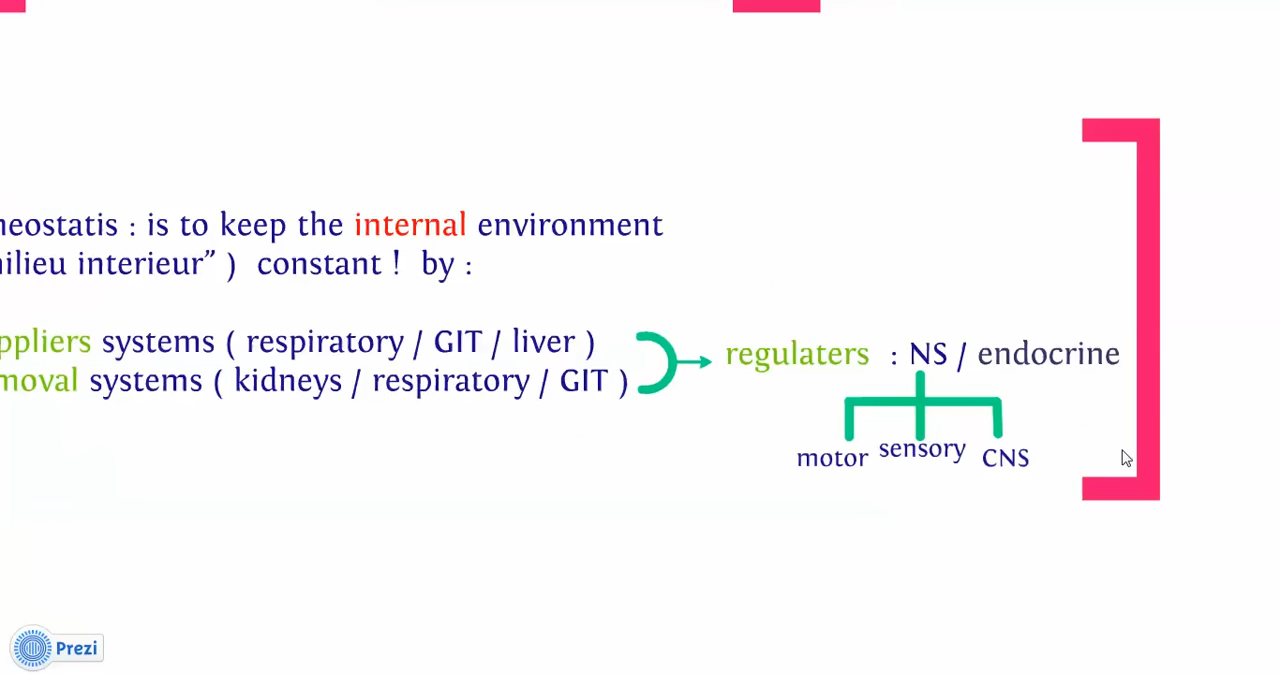 neostatis : is to keep the internal environment
ilieu interieur” ) constant ! by :
ppliers systems ( respiratory / GIT / liver )
moval systems ( kidneys / respiratory / GIT )
regulaters : NS / endocrine
motor sensory CNS
Prezi